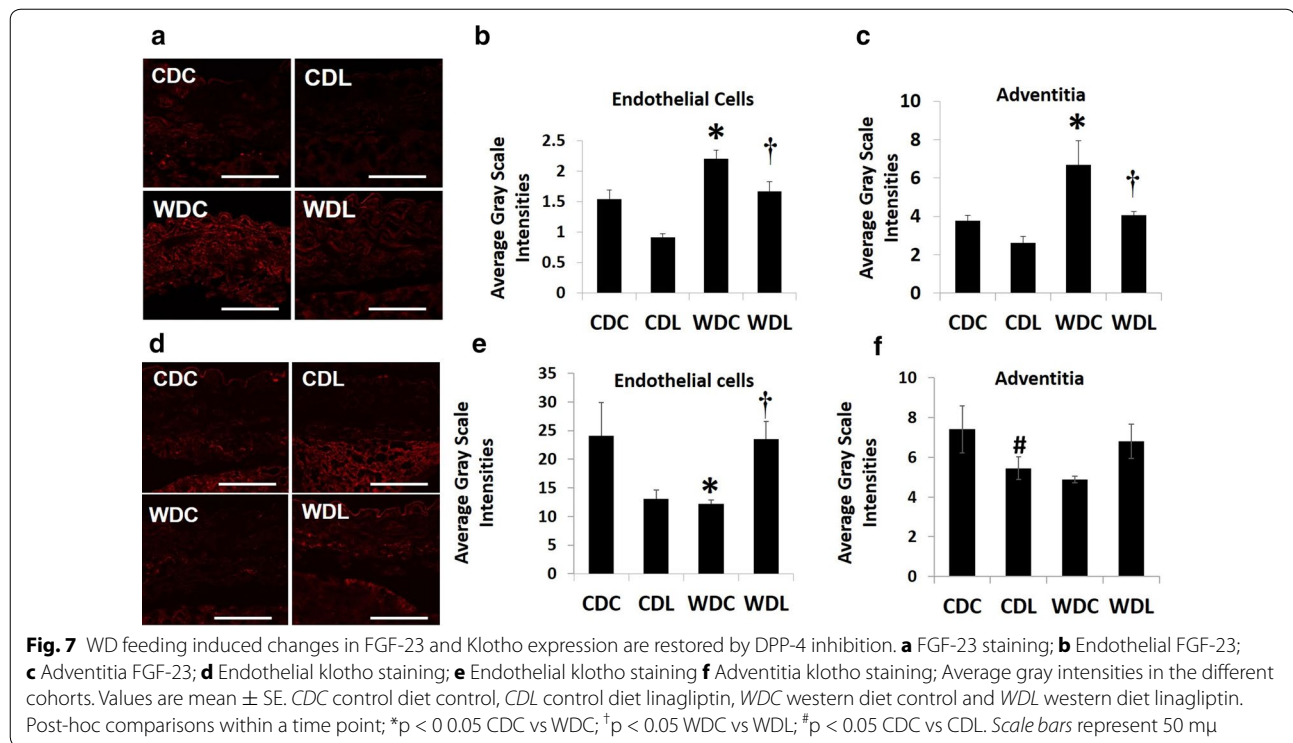 a
CDC
CDL
WDC
WDL
b
Endothelial Cells
Average Gray Scale
Intensities
2.5
2
1.5
1
0.5
0
CDC CDL WDC WDL
*
†
c
Adventitia
Average Gray Scale
Intensities
10
8
6
4
2
0
CDC CDL WDC WDL
*
†
d
CDC
CDL
WDC
WDL
e
Endothelial cells
Average Gray Scale
Intensities
35
30
25
20
15
10
5
0
CDC CDL WDC WDL
*
†
f
Adventitia
Average Gray Scale
Intensities
10
8
6
4
2
0
CDC CDL WDC WDL
#
Fig. 7 WD feeding induced changes in FGF-23 and Klotho expression are restored by DPP-4 inhibition. a FGF-23 staining; b Endothelial FGF-23;
c Adventitia FGF-23; d Endothelial klotho staining; e Endothelial klotho staining f Adventitia klotho staining; Average gray intensities in the different
cohorts. Values are mean ± SE. CDC control diet control, CDL control diet linagliptin, WDC western diet control and WDL western diet linagliptin.
Post-hoc comparisons within a time point; *p < 0 0.05 CDC vs WDC; †p < 0.05 WDC vs WDL; #p < 0.05 CDC vs CDL. Scale bars represent 50 mμ